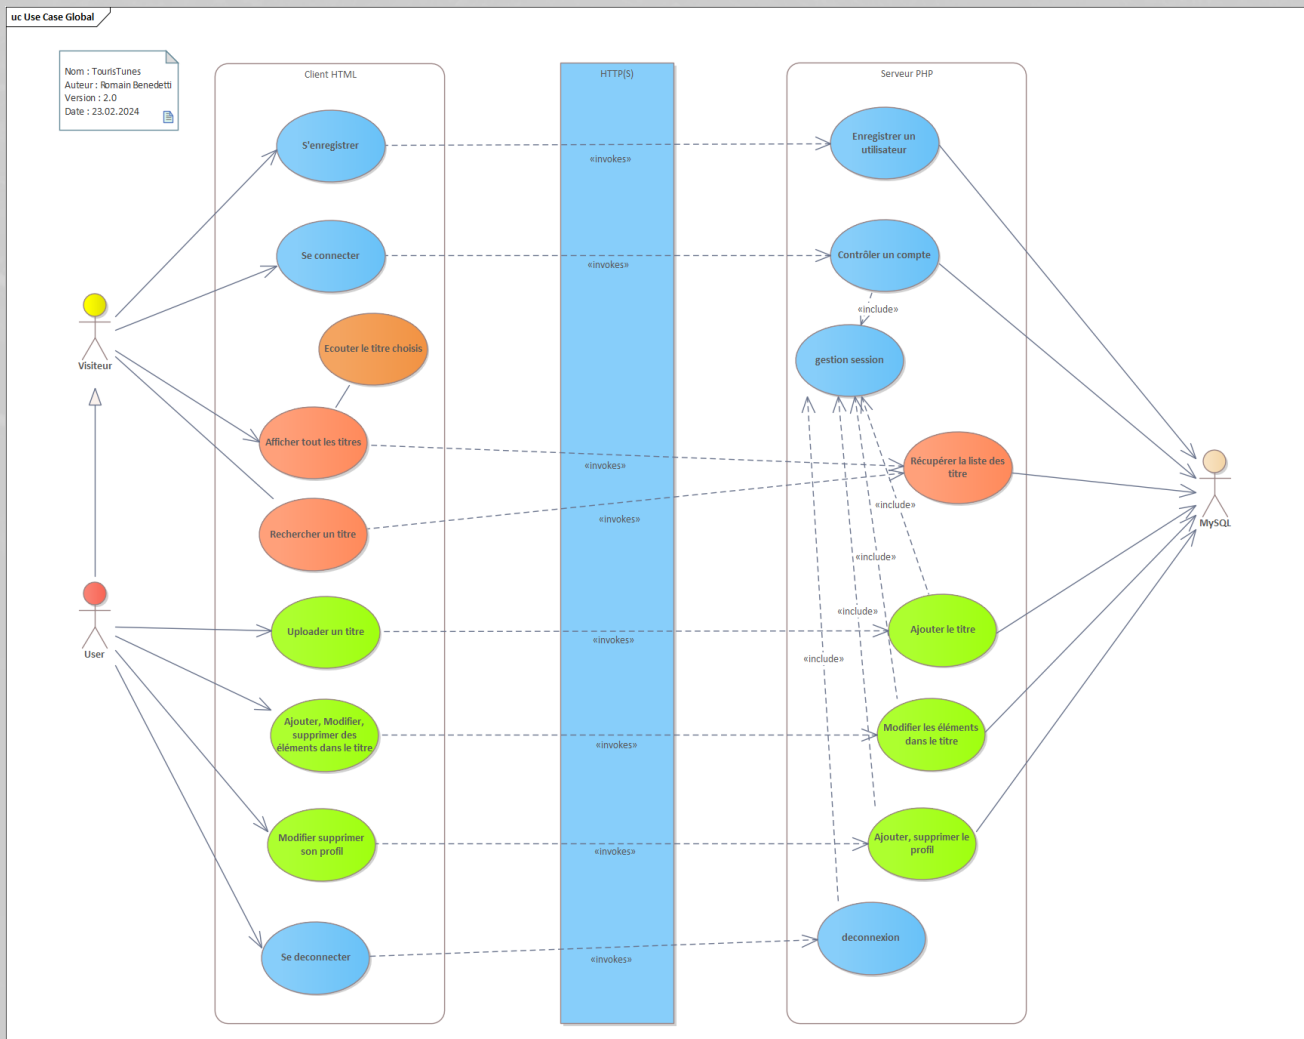 uc Use Case Global
Nom : TourisTunes
Auteur : Romain Benedetti
Version : 2.0
Date : 23.02.2024
Client HTML
HTTP(S)
Serveur PHP
S'enregistrer
«invokes»
Enregistrer un
utilisateur
Se connecter
«invokes»
Contrôler un compte
«include»
Visiteur
Ecouter le titre choisis
gestion session
Afficher tout les titres
«invokes»
Récupérer la liste des
titre
«include»
MySQL
Rechercher un titre
«invokes»
«include»
User
Uploader un titre
«invokes»
«include»
Ajouter le titre
«include»
Ajouter, Modifier,
supprimer des
éléments dans le titre
«invokes»
Modifier les éléments
dans le titre
Modifier supprimer
son profil
«invokes»
Ajouter, supprimer le
profil
Se deconnecter
«invokes»
deconnexion